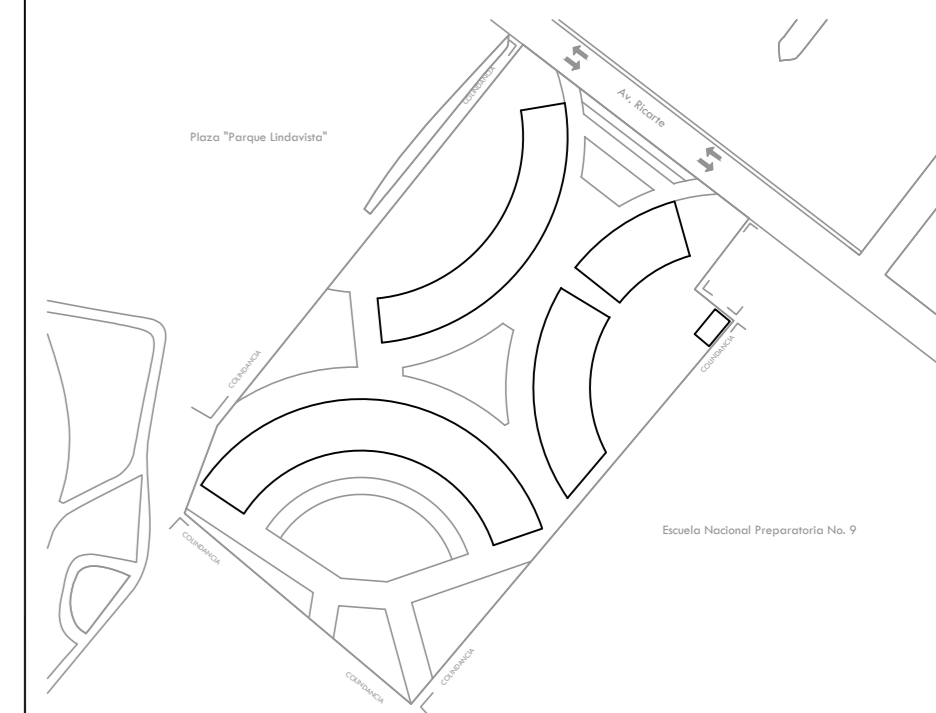 COLINDANCIA
Av. Ricarte
Plaza "Parque Lindavista"
COLINDANCIA
COLINDANCIA
Escuela Nacional Preparatoria No. 9
COLINDANCIA
COLINDANCIA
COLINDANCIA